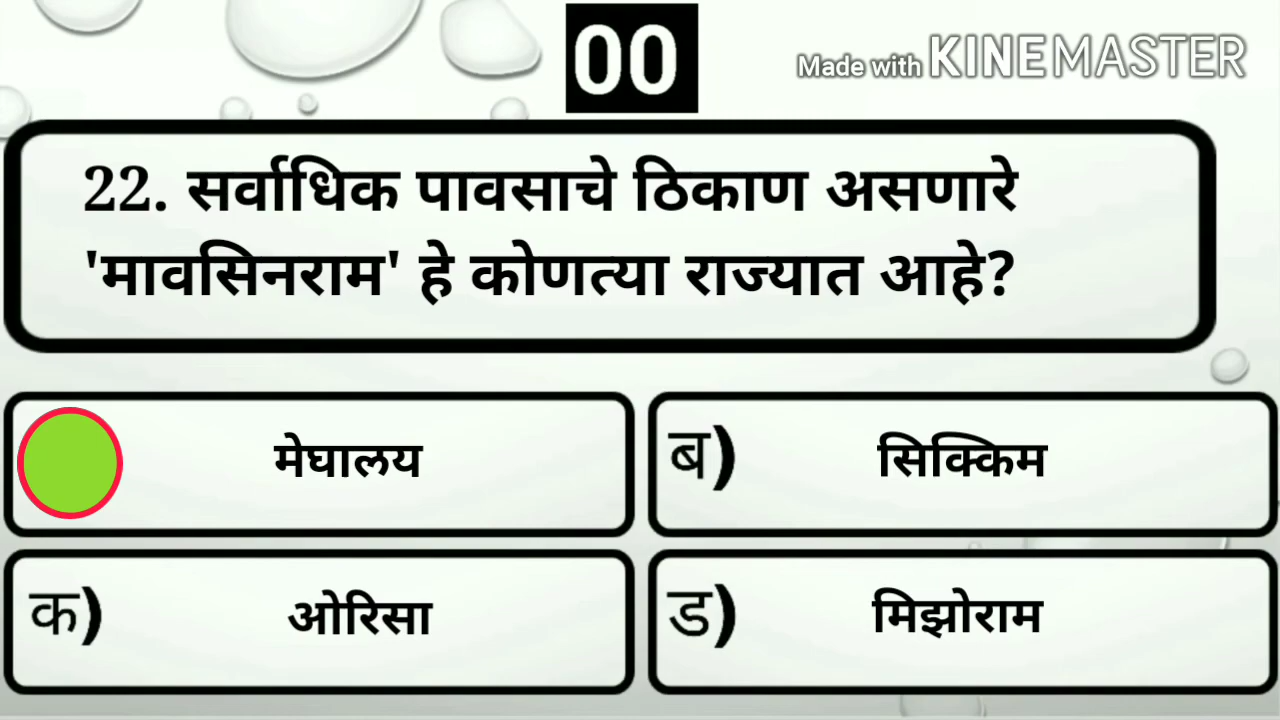 00
Made with KINEMASTER
22. सर्वाधिक पावसाचे ठिकाण असणारे
'मावसिनराम' हे कोणत्या राज्यात आहे?
मेघालय
ब) सिक्किम
क) ओरिसा
ड) मिझोराम